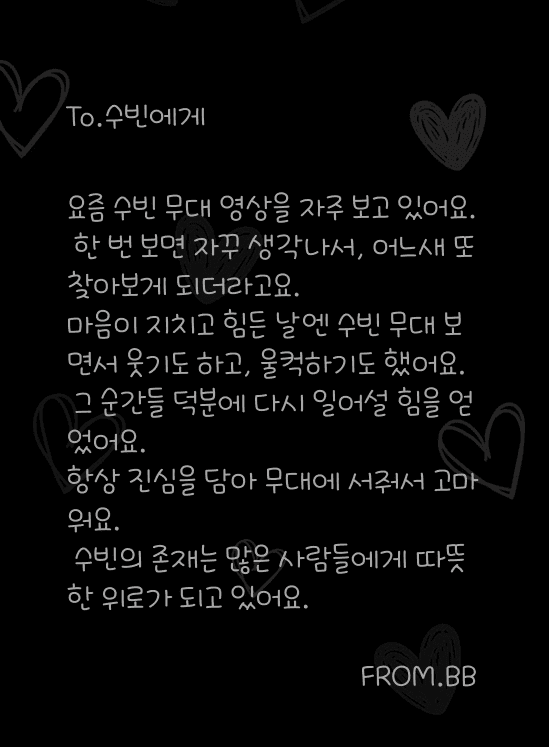 To.수빈에게
요즘 수빈 무대 영상을 자주 보고 있어요.
한 번 보면 자꾸 생각나서, 어느새 또
찾아보게 되더라고요.
마음이 지치고 힘든 날엔 수빈 무대 보
면서 웃기도 하고, 울컥하기도 했어요.
그 순간들 덕분에 다시 일어설 힘을 얻
었어요.
항상 진심을 담아 무대에 서줘서 고마
워요.
수빈의 존재는 많은 사람들에게 따뜻
한 위로가 되고 있어요.
FROM.BB